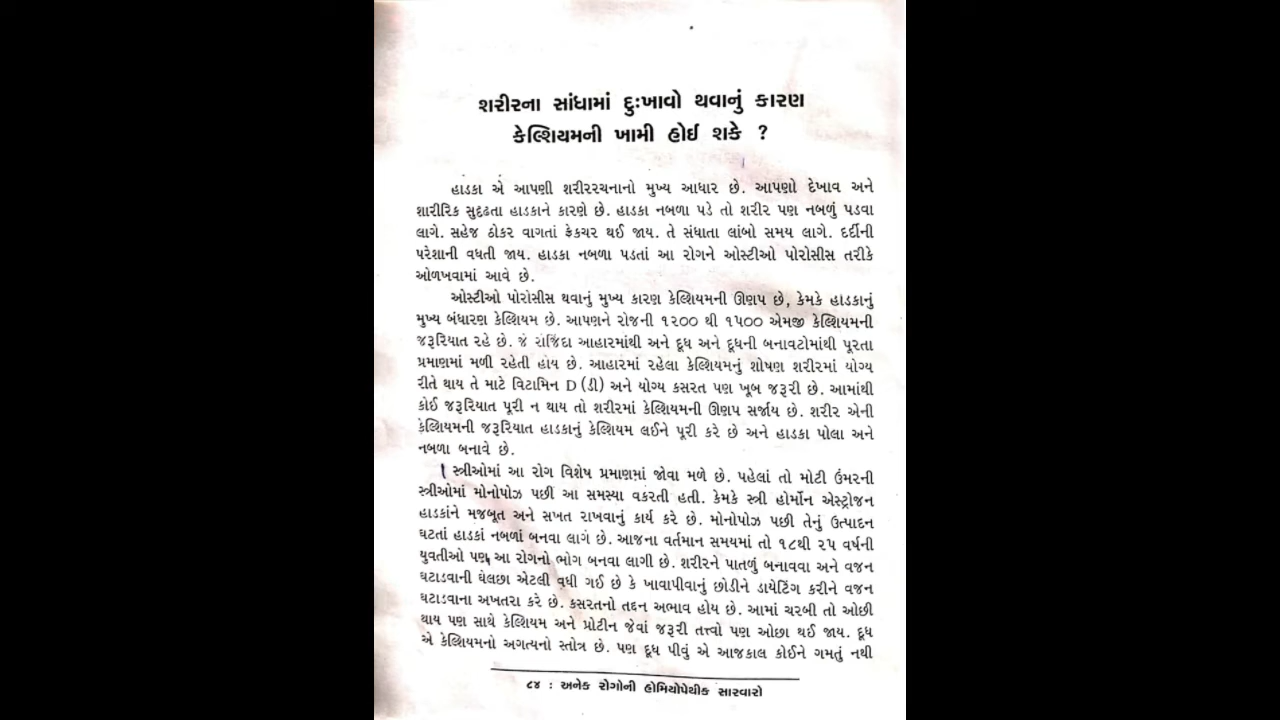 શરીરના સાંધામાં દુઃખાવો થવાનું કારણ
કેલ્શિયમની ખામી હોઈ શકે ?
હાડકા એ આપણી શરીરરચનાનો મુખ્ય આધાર છે. આપણો દેખાવ અને
શારીરિક સુદૃઢતા હાડકાને કારણે છે. હાડકા નબળા પડે તો શરીર પણ નબળું પડવા
લાગે. સહેજ ઠોકર વાગતાં ફ્રેકચર થઈ જાય. તે સંધાતા લાંબો સમય લાગે. દર્દીની
પરેશાની વધતી જાય. હાડકા નબળા પડતાં આ રોગને ઓસ્ટીઓ પોરોસીસ તરીકે
ઓળખવામાં આવે છે.
ઓસ્ટીઓ પોરોસીસ થવાનું મુખ્ય કારણ કેલ્શિયમની ઊણપ છે, કેમકે હાડકાનું
મુખ્ય બંધારણ કેલ્શિયમ છે. આપણને રોજની ૧૨૦૦ થી ૧૫૦૦ એમજી કેલ્શિયમની
જરૂરિયાત રહે છે. જે રાજિંદા આહારમાંથી અને દૂધ અને દૂધની બનાવટોમાંથી પૂરતા
પ્રમાણમાં મળી રહેતી હોય છે. આહારમાં રહેલા કેલ્શિયમનું શોષણ શરીરમાં યોગ્ય
રીતે થાય તે માટે વિટામિન D (ડી) અને યોગ્ય કસરત પણ ખૂબ જરૂરી છે. આમાંથી
કોઈ જરૂરિયાત પૂરી ન થાય તો શરીરમાં કેલ્શિયમની ઊણપ સર્જાય છે. શરીર એની
કેલ્શિયમની જરૂરિયાત હાડકાનું કેલ્શિયમ લઈને પૂરી કરે છે અને હાડકા પોલા અને
નબળા બનાવે છે.
સ્ત્રીઓમાં આ રોગ વિશેષ પ્રમાણમાં જોવા મળે છે. પહેલાં તો મોટી ઉંમરની
સ્ત્રીઓમાં મોનોપોઝ પછી આ સમસ્યા વકરતી હતી. કેમકે સ્ત્રી હોર્મોન એસ્ટ્રોજન
હાડકાંને મજબૂત અને સખત રાખવાનું કાર્ય કરે છે. મોનોપોઝ પછી તેનું ઉત્પાદન
ઘટતાં હાડકાં નબળાં બનવા લાગે છે. આજના વર્તમાન સમયમાં તો ૧૮થી ૨૫ વર્ષની
યુવતીઓ પણ આ રોગનો ભોગ બનવા લાગી છે. શરીરને પાતળું બનાવવા અને વજન
ઘટાડવાની ઘેલછા એટલી વધી ગઈ છે કે ખાવાપીવાનું છોડીને ડાયેટિંગ કરીને વજન
ઘટાડવાના અખતરા કરે છે. કસરતનો તદ્દન અભાવ હોય છે. આમાં ચરબી તો ઓછી
થાય પણ સાથે કેલ્શિયમ અને પ્રોટીન જેવાં જરૂરી તત્ત્વો પણ ઓછા થઈ જાય. દૂધ
એ કેલ્શિયમનો અગત્યનો સ્તોત્ર છે. પણ દૂધ પીવું એ આજકાલ કોઈને ગમતું નથી
૮૪ : અનેક રોગોની હોમિયોપેથીક સારવારો